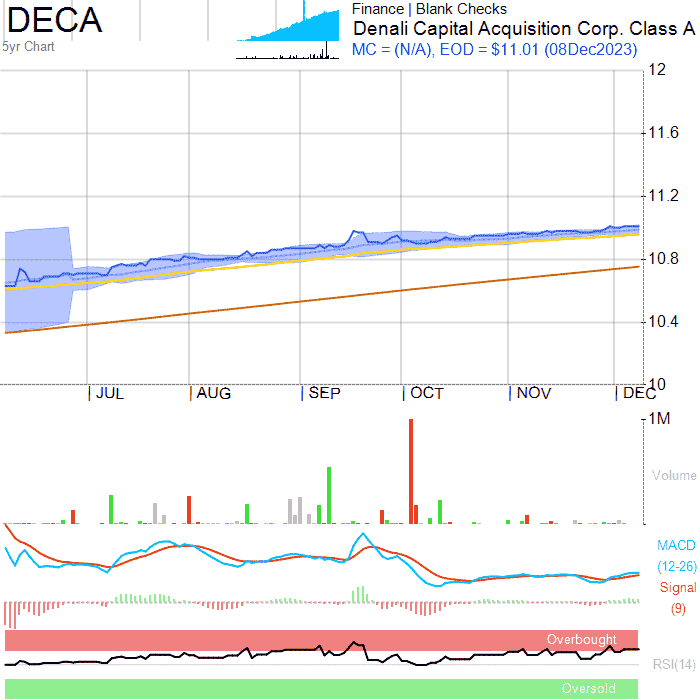 DECA
5yr Chart
Finance | Blank Checks
Denali Capital Acquisition Corp. Class A
MC = (N/A), EOD = $11.01 (08Dec2023)
12
11.6
11.2
10.8
10.4
10
JUL AUG SEP OCT NOV DEC
1M
Volume
MACD
(12-26)
Signal
(9)
Overbought
RSI(14)
Oversold